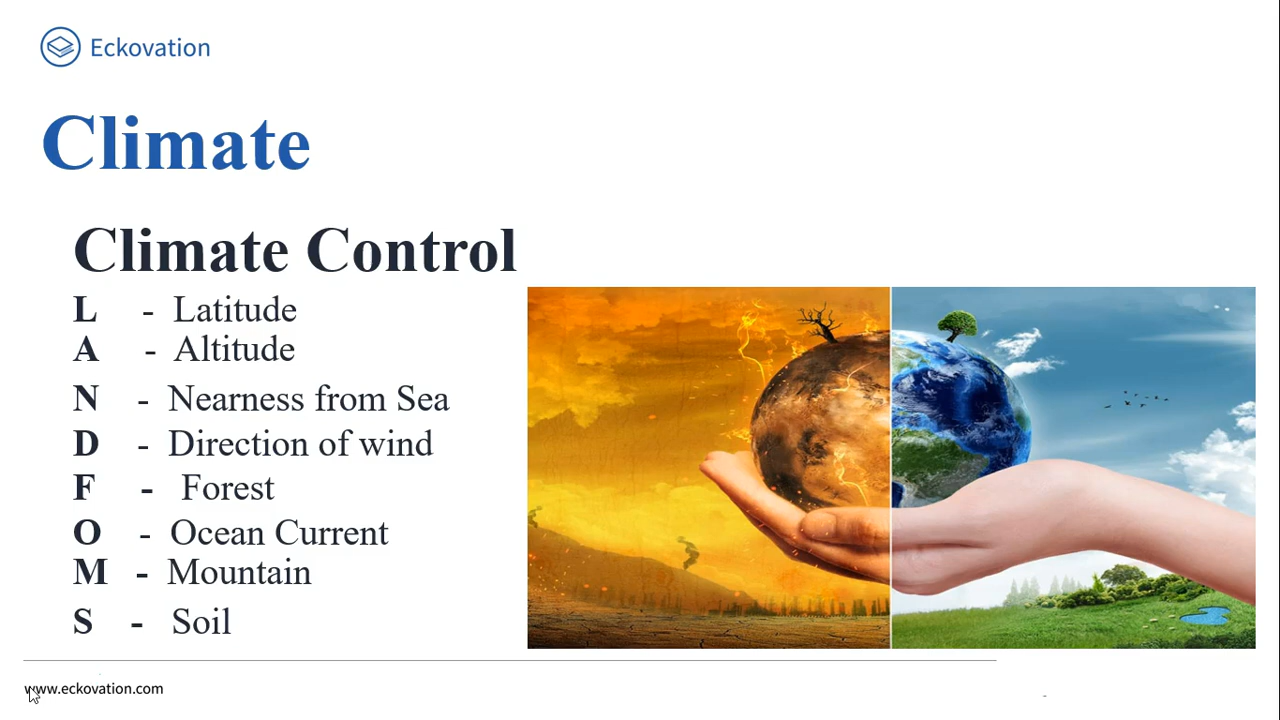 Eckovation
Climate
Climate Control
L - Latitude
A - Altitude
N - Nearness from Sea
D - Direction of wind
F - Forest
O - Ocean Current
M - Mountain
S - Soil
www.eckovation.com